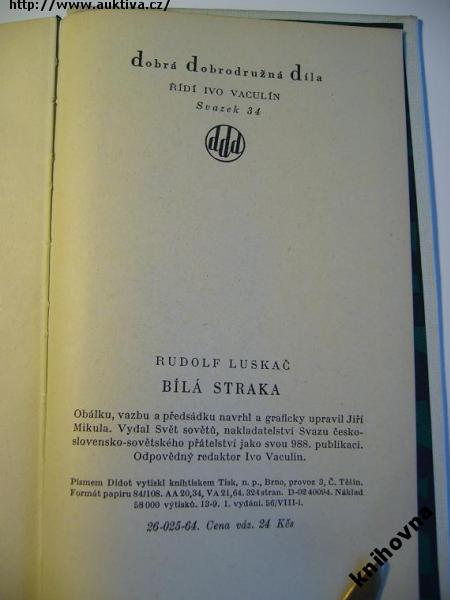 http://www.auktiva.cz/
dobrá dobrodružná díla
ŘÍDÍ IVO VACULÍN
Svazek 34
ddd
RUDOLF LUSKAČ
BÍLÁ STRAKA
Obálku, vazbu a předsádku navrhl a graficky upravil Jiří
Mikula. Vydal Svět sovětů, nakladatelství Svazu česko-
slovensko-sovětského přátelství jako svou 988. publikaci.
Odpovědný redaktor Ivo Vaculín.
Písmem Didot vytiskl knihtiskem Tisk, n. p., Brno, provoz 3, Č. Těšín.
Formát papíru 84/108. AA 20,34, VA 21,64. 324 stran. D-02 40094. Náklad
58 000 výtisků. 13-9. 1. vydání. 56/VIII-i.
26-025-64. Cena váz. 24 Kčs
knihovna